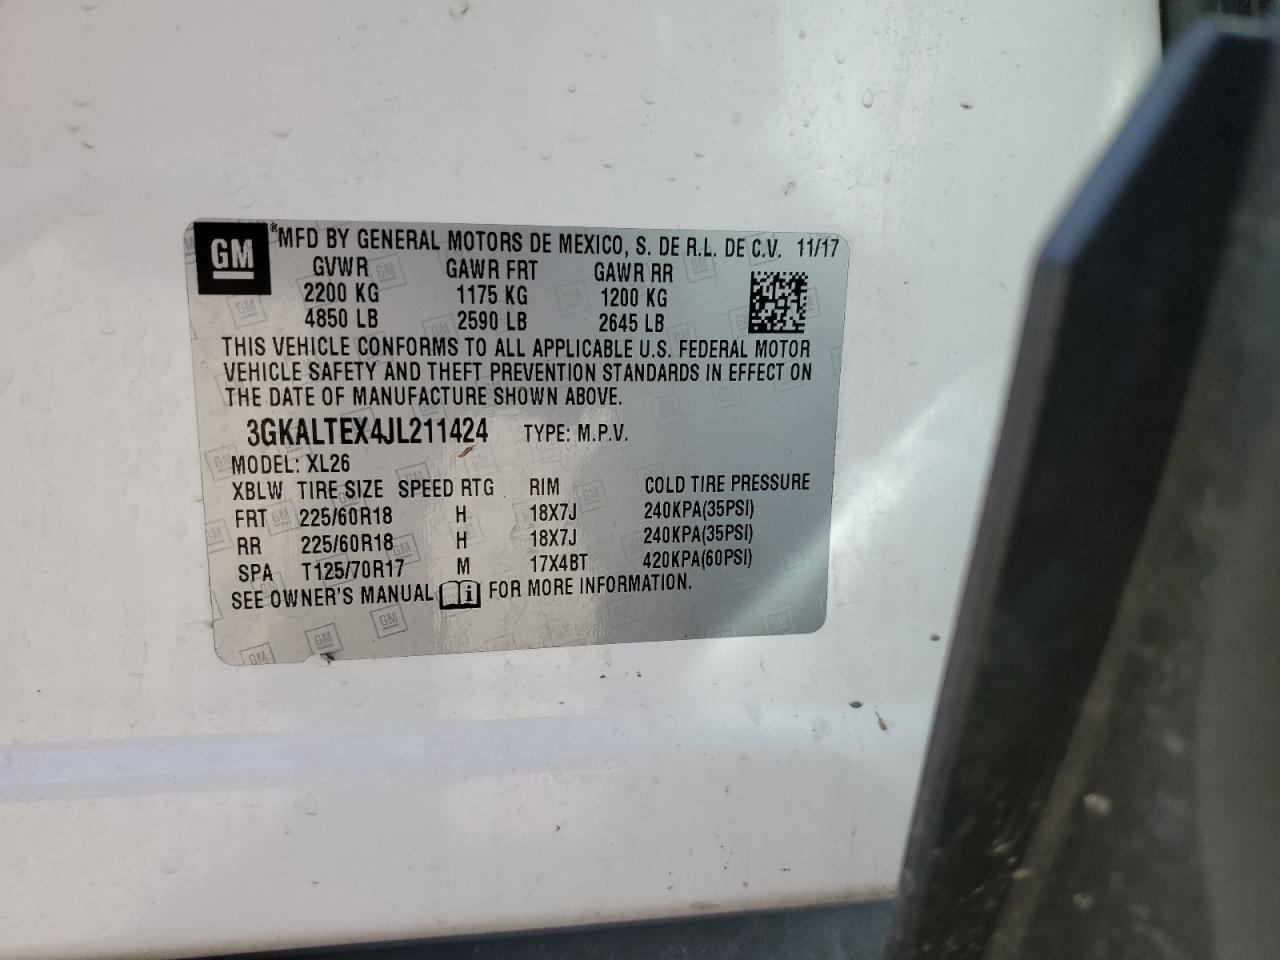 GM ® MFD BY GENERAL MOTORS DE MEXICO, S. DE R.L. DE C.V. 11/17
GVWR GAWR FRT GAWR RR
2200 KG 1175 KG 1200 KG
4850 LB 2590 LB 2645 LB
THIS VEHICLE CONFORMS TO ALL APPLICABLE U.S. FEDERAL MOTOR
VEHICLE SAFETY AND THEFT PREVENTION STANDARDS IN EFFECT ON
THE DATE OF MANUFACTURE SHOWN ABOVE.
3GKALTEX4JL211424 TYPE: M.P.V.
MODEL: XL26
XBLW TIRE SIZE SPEED RTG RIM COLD TIRE PRESSURE
FRT 225/60R18 H 18X7J 240KPA(35PSI)
RR 225/60R18 H 18X7J 240KPA(35PSI)
SPA T125/70R17 M 17X4BT 420KPA(60PSI)
SEE OWNER'S MANUAL i FOR MORE INFORMATION.